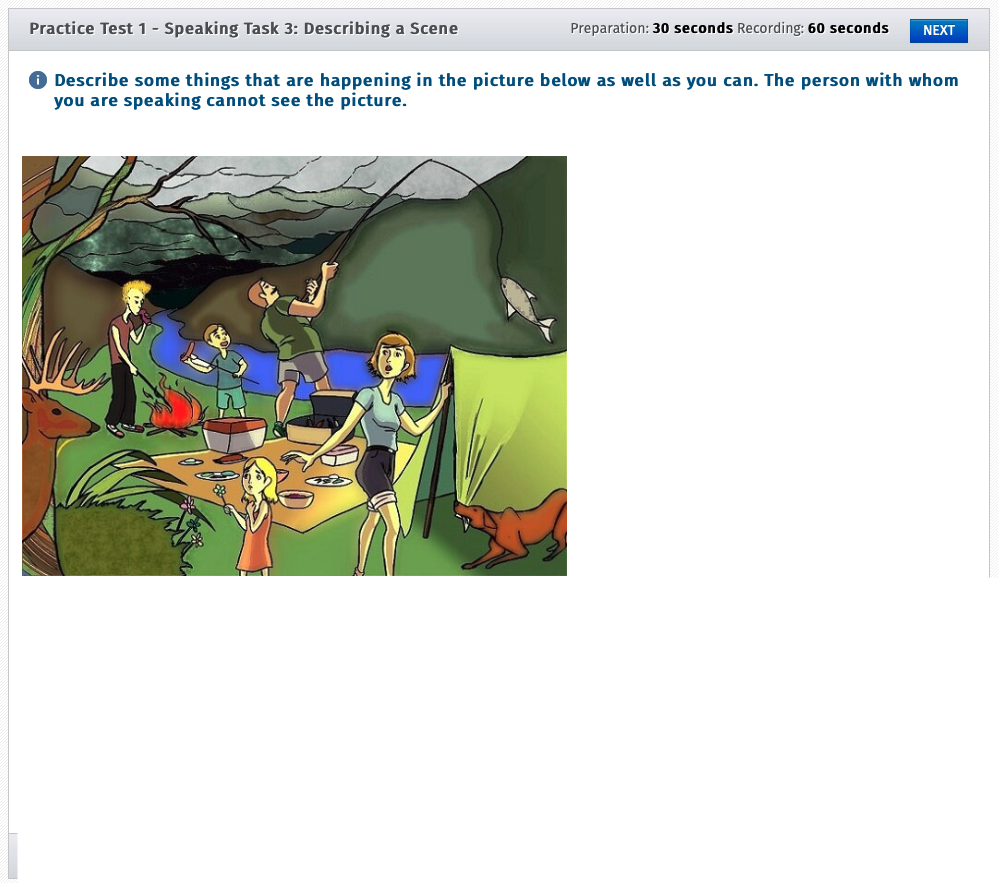 Practice Test 1 - Speaking Task 3: Describing a Scene
Preparation: 30 seconds Recording: 60 seconds
NEXT
Describe some things that are happening in the picture below as well as you can. The person with whom
you are speaking cannot see the picture.